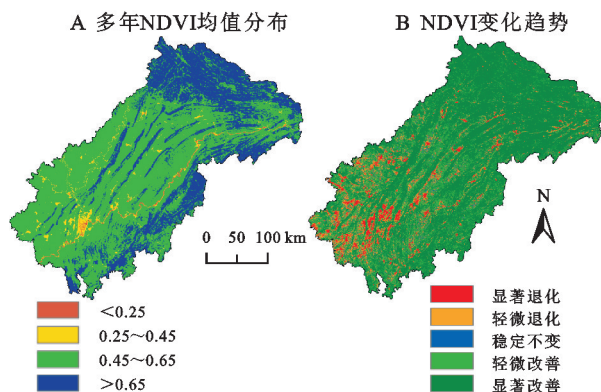 A 多年NDVI均值分布
B NDVI变化趋势
N
0 50 100 km
<0.25
0.25~0.45
0.45~0.65
>0.65
显著退化
轻微退化
稳定不变
轻微改善
显著改善